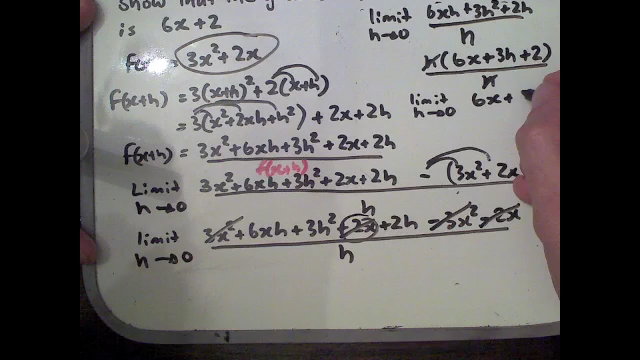 show that the
is 6x+2
3x²+2x
f(x+h) = 3(x+h)² + 2(x+h)
= 3(x²+2xh+h²) + 2x+2h
f(x+h) = 3x²+6xh+3h²+2x+2h
f(x+h)
Limit h→0 3x²+6xh+3h²+2x+2h - (3x²+2x
h
limit h→0 3x²+6xh+3h²+2x+2h-3x²-2x
h
limit h→0 6xh+3h²+2h
h
h(6x+3h+2)
h
limit h→0 6x+